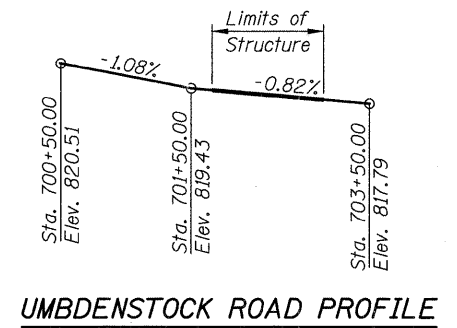 Limits of
Structure
-1.08%
-0.82%
Sta. 700+50.00
Elev. 820.51
Sta. 701+50.00
Elev. 819.43
Sta. 703+50.00
Elev. 817.79
UMBDENSTOCK ROAD PROFILE